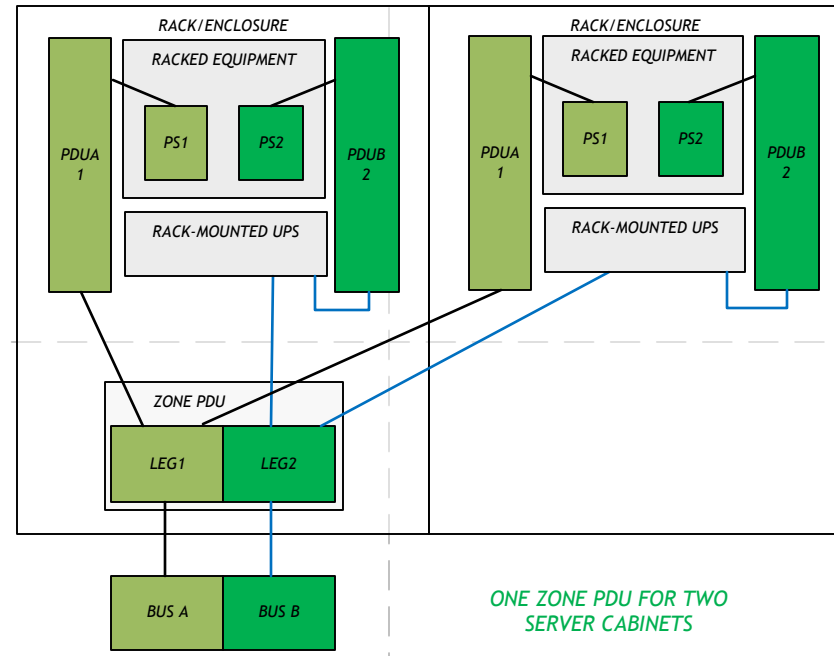 RACK/ENCLOSURE
RACKED EQUIPMENT
PDUA
1
PS1
PS2
PDUB
2
RACK-MOUNTED UPS
RACK/ENCLOSURE
RACKED EQUIPMENT
PDUA
1
PS1
PS2
PDUB
2
RACK-MOUNTED UPS
ZONE PDU
LEG1
LEG2
BUS A
BUS B
ONE ZONE PDU FOR TWO
SERVER CABINETS